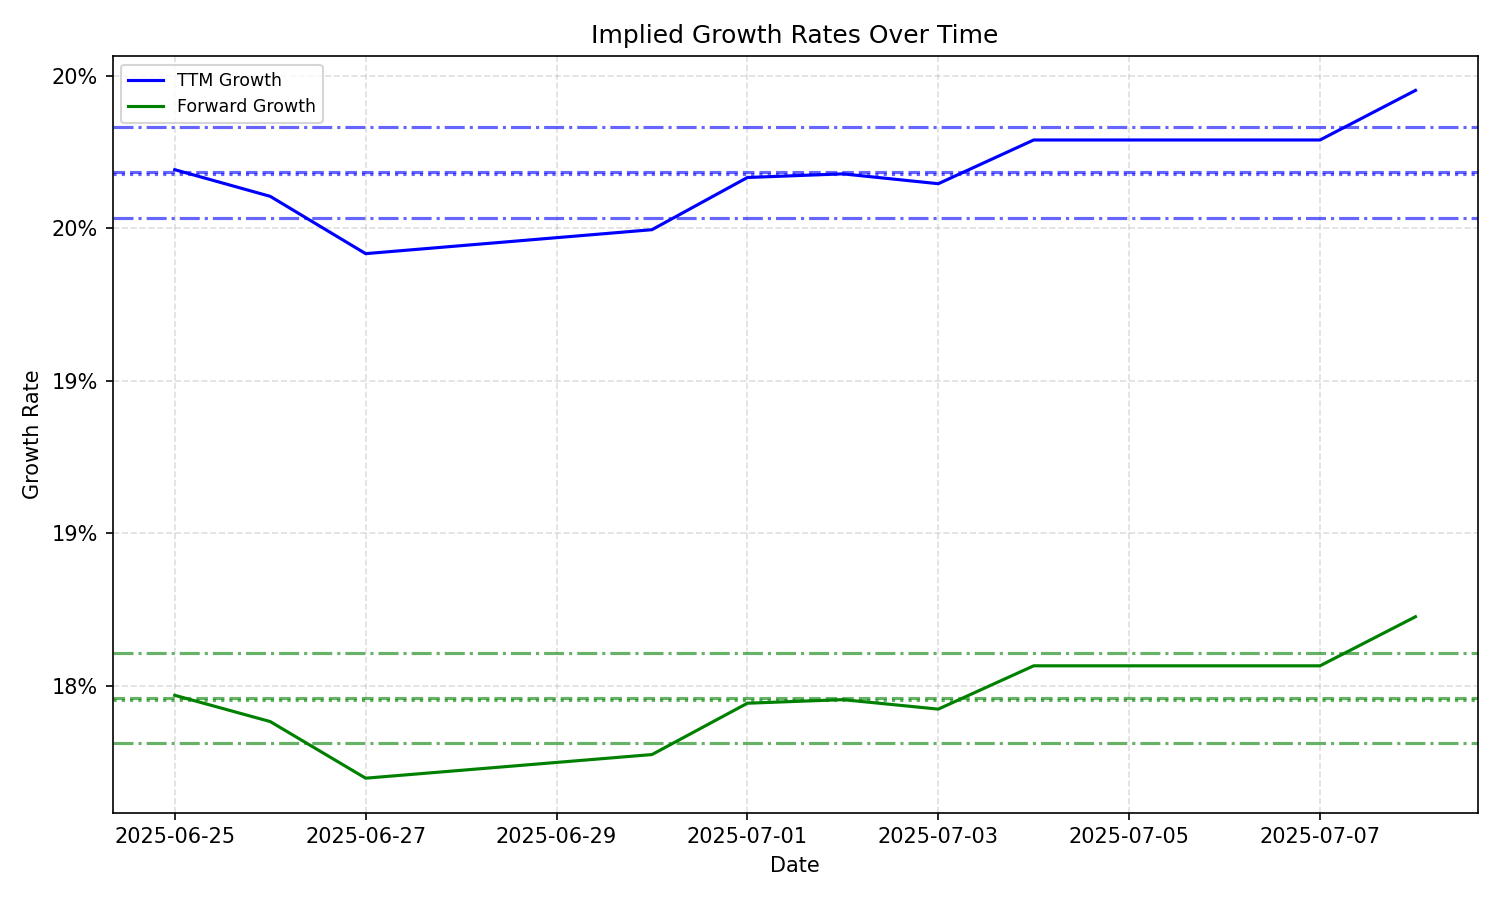 Implied Growth Rates Over Time
TTM Growth
Forward Growth
20%
20%
19%
19%
18%
Growth Rate
2025-06-25 2025-06-27 2025-06-29 2025-07-01 2025-07-03 2025-07-05 2025-07-07
Date